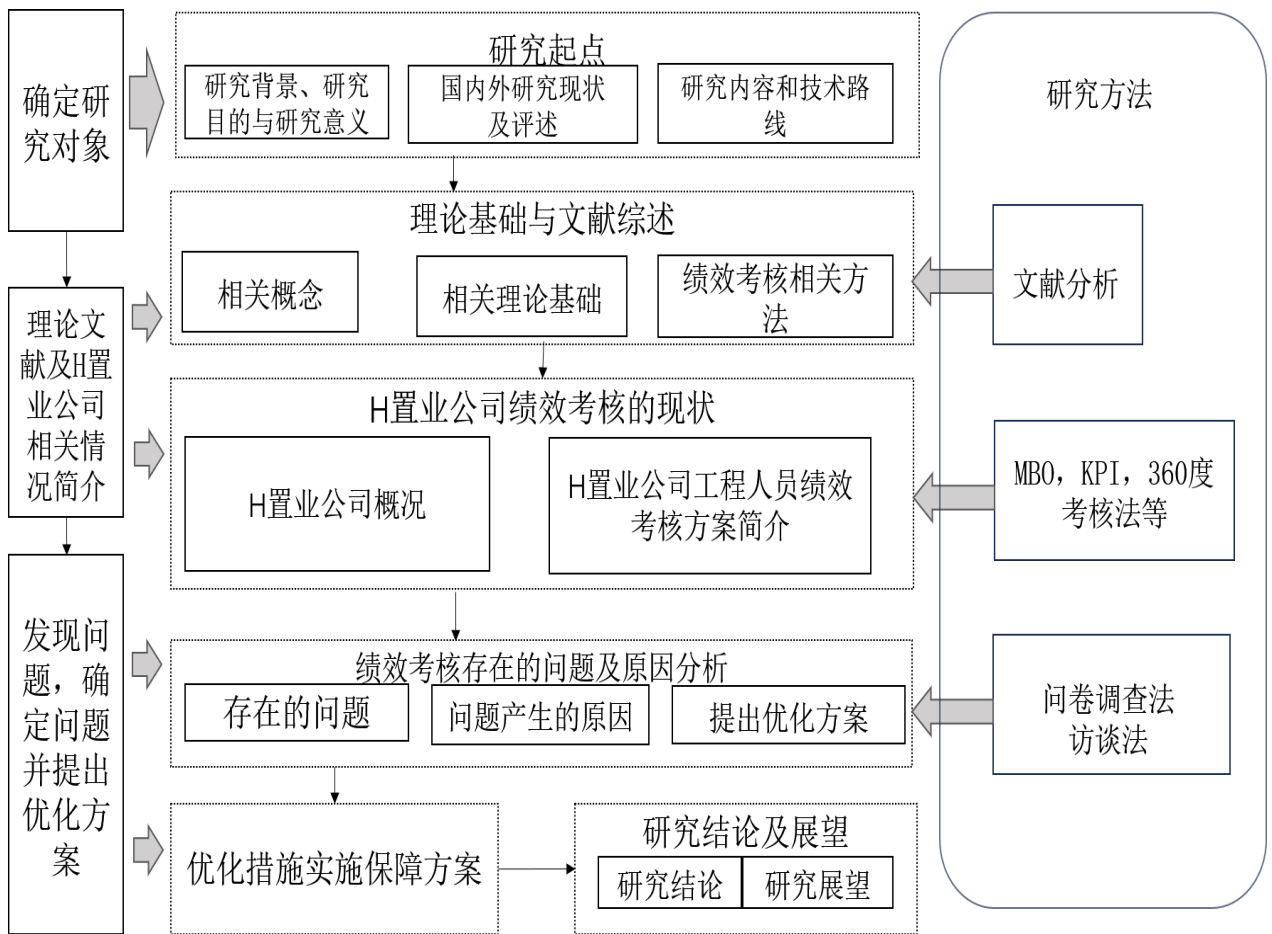 确定研
究对象
研究起点
研究背景、研究
目的与研究意义
国内外研究现状
及评述
研究内容和技术路
线
研究方法
理论文
献及H置
业公司
相关情
况简介
理论基础与文献综述
相关概念
相关理论基础
绩效考核相关方
法
文献分析
H置业公司绩效考核的现状
H置业公司概况
H置业公司工程人员绩效
考核方案简介
MBO，KPI，360度
考核法等
发现问
题，确
定问题
并提出
优化方
案
绩效考核存在的问题及原因分析
存在的问题
问题产生的原因
提出优化方案
问卷调查法
访谈法
优化措施实施保障方案
研究结论及展望
研究结论
研究展望